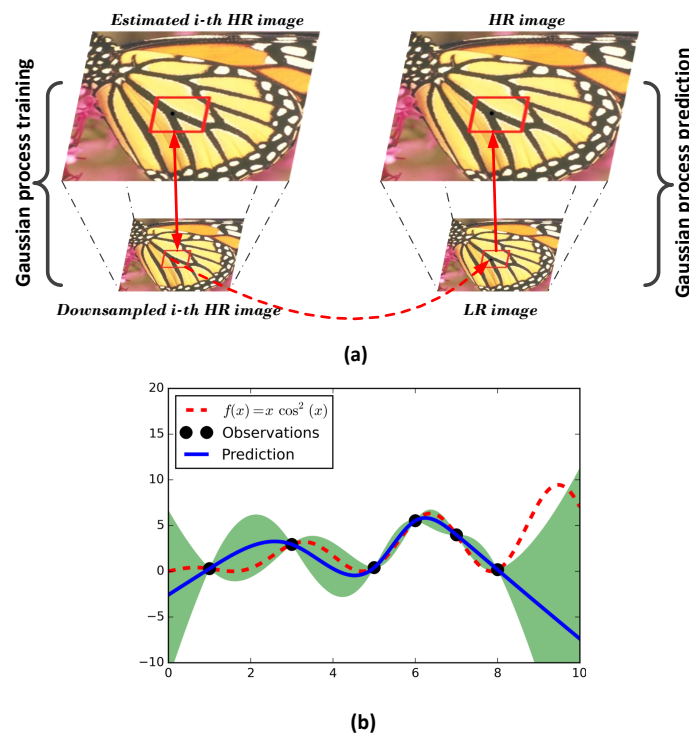 Estimated i-th HR image
HR image
Gaussian process training
Gaussian process prediction
Downsampled i-th HR image
LR image
(a)
20
15
10
5
0
−5
−10
0
2
4
6
8
10
f(x)=x cos² (x)
Observations
Prediction
(b)